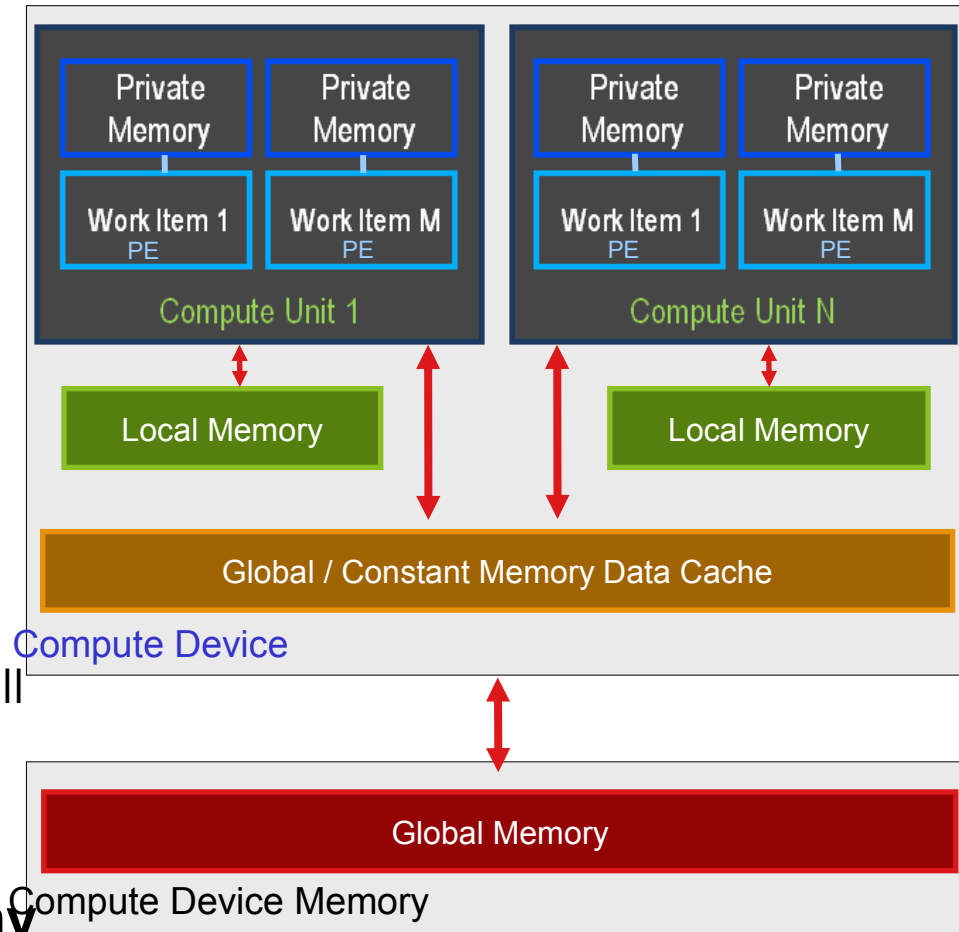 Private Private Private Private
Memory Memory Memory Memory
Work Item 1 Work Item M Work Item 1 Work Item M
PE PE PE PE
Compute Unit 1 Compute Unit N
Local Memory Local Memory
Global / Constant Memory Data Cache
Compute Device
Global Memory
Compute Device Memory